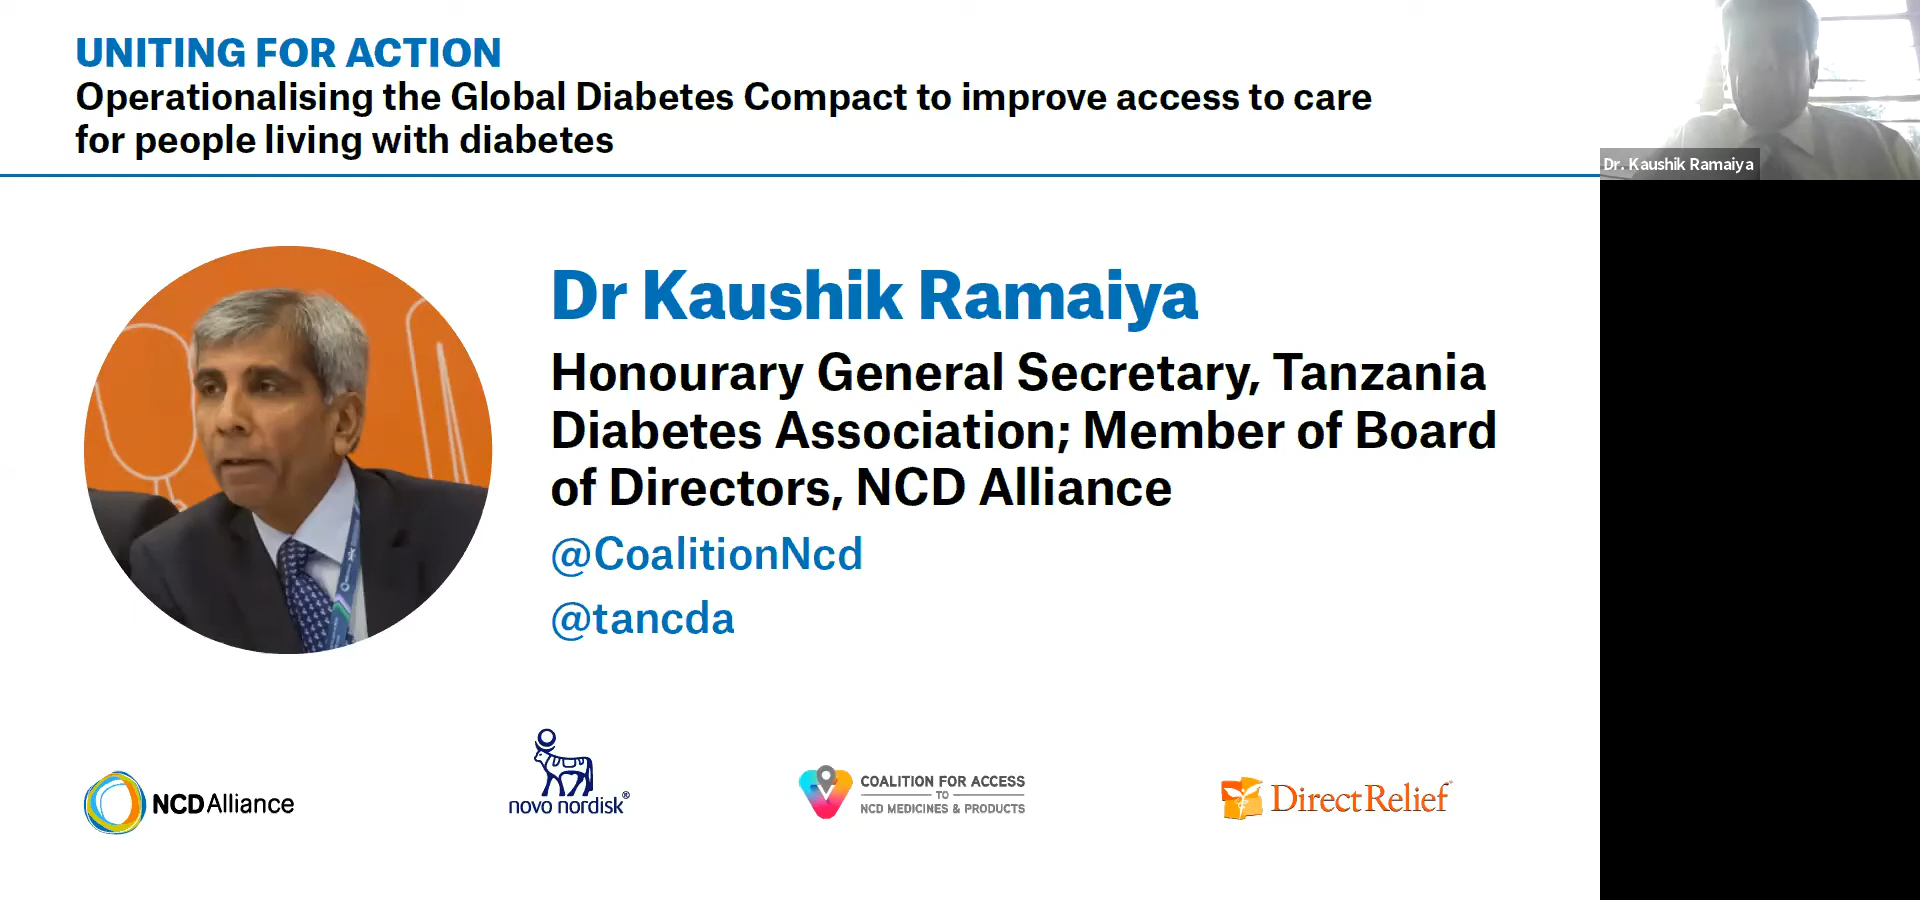 UNITING FOR ACTION
Operationalising the Global Diabetes Compact to improve access to care
for people living with diabetes
Dr. Kaushik Ramaiya
Dr Kaushik Ramaiya
Honourary General Secretary, Tanzania
Diabetes Association; Member of Board
of Directors, NCD Alliance
@CoalitionNcd
@tancda
NCDAlliance
novo nordisk®
COALITION FOR ACCESS
TO
NCD MEDICINES & PRODUCTS
DirectRelief